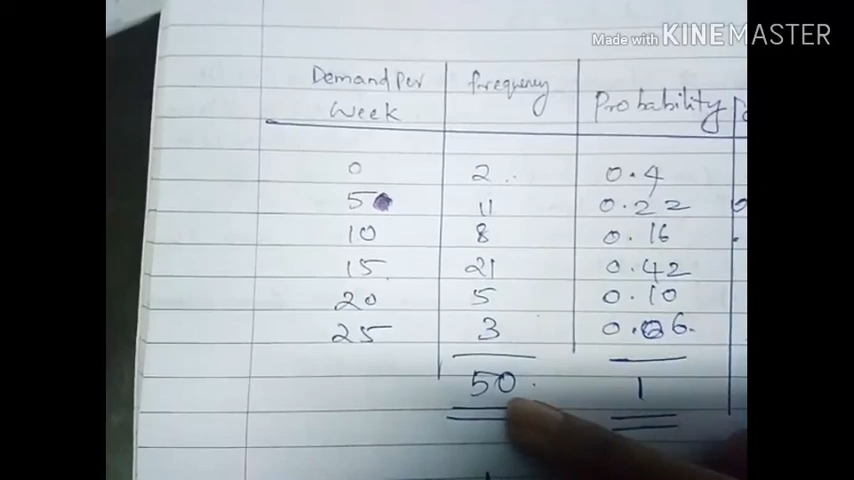 Made with KINEMASTER
Demand per Week | frequency | Probability
0 | 2 | 0.4
5 | 11 | 0.22
10 | 8 | 0.16
15 | 21 | 0.42
20 | 5 | 0.10
25 | 3 | 0.06
50 | 1